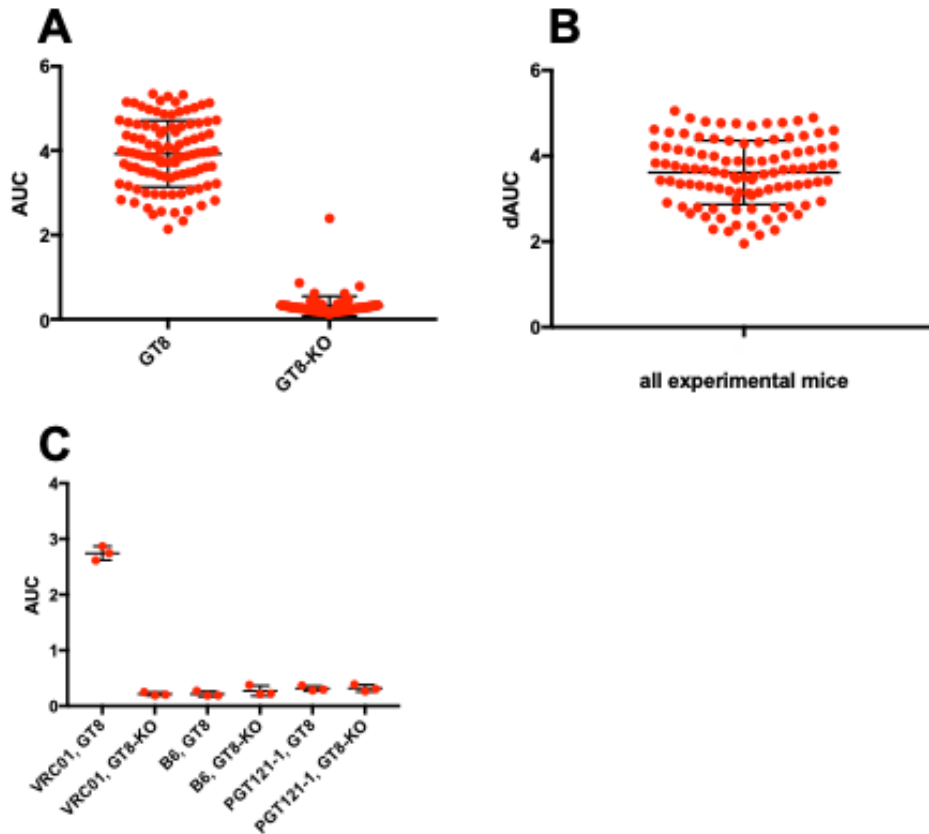 A
6
4
2
0
AUC
GT8
GT8-KO
B
6
4
2
0
dAUC
all experimental mice
C
4
3
2
1
0
AUC
VRC01, GT8
VRC01, GT8-KO
B6, GT8
B6, GT8-KO
PGT121-1, GT8
PGT121-1, GT8-KO